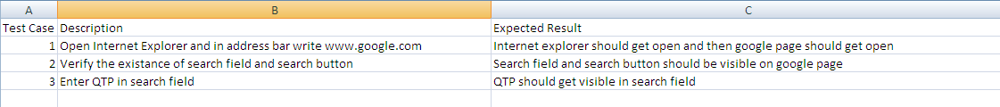 A B C
Test Case Description Expected Result
1 Open Internet Explorer and in address bar write www.google.com Internet explorer should get open and then google page should get open
2 Verify the existance of search field and search button Search field and search button should be visible on google page
3 Enter QTP in search field QTP should get visible in search field